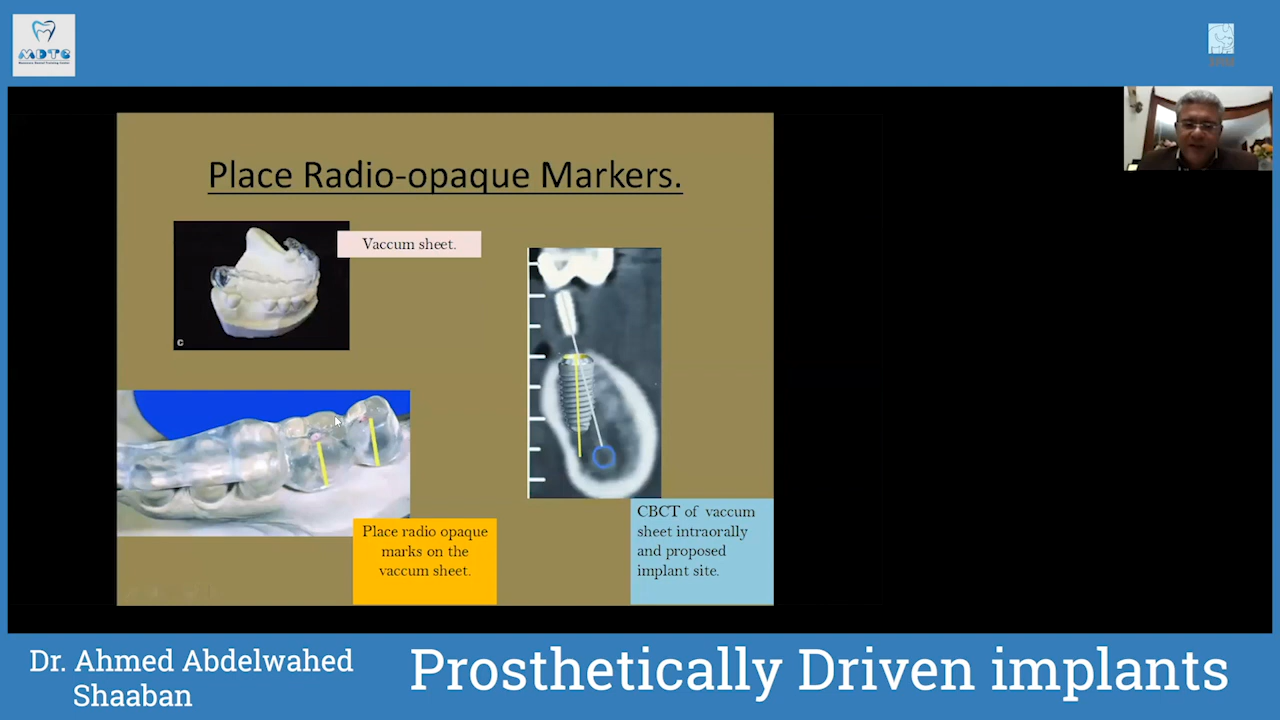 MDTC
Place Radio-opaque Markers.
Vaccum sheet.
C
Place radio opaque
marks on the
vaccum sheet.
CBCT of vaccum
sheet intraorally
and proposed
implant site.
Dr. Ahmed Abdelwahed
Shaaban
Prosthetically Driven implants